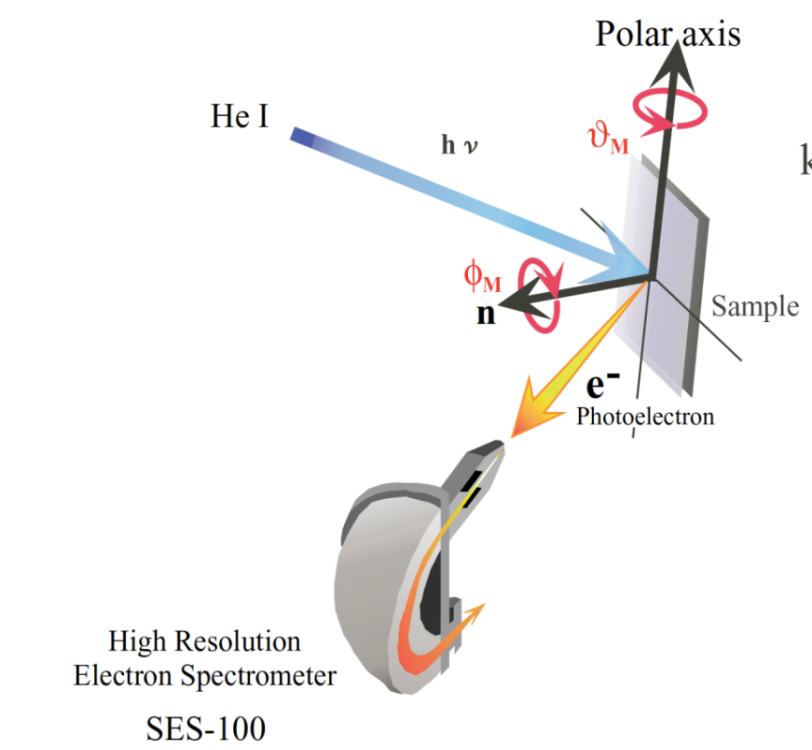 Polar axis
He I
h ν
ϑM
k
ϕM
n
Sample
e-
Photoelectron
High Resolution
Electron Spectrometer
SES-100